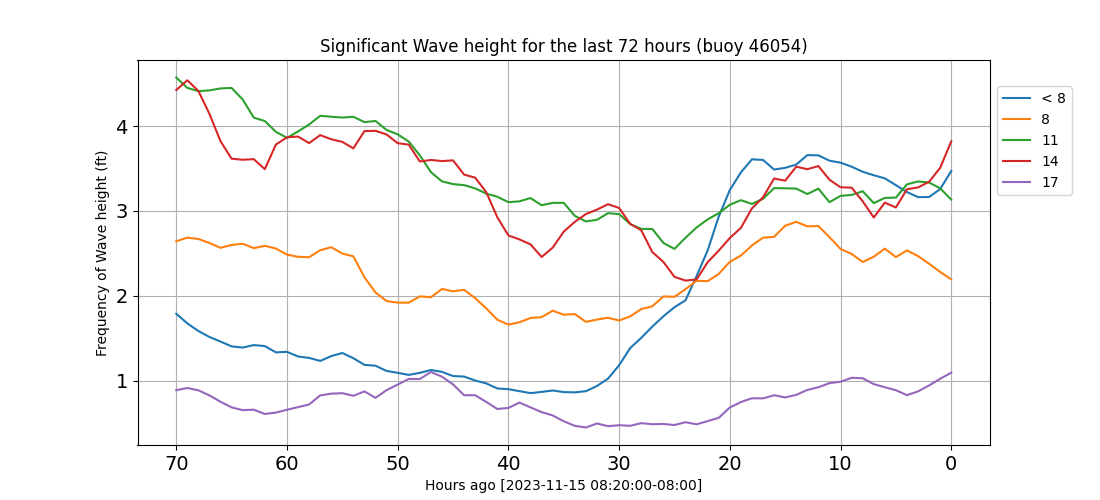 Significant Wave height for the last 72 hours (buoy 46054)
Frequency of Wave height (ft)
4
3
2
1
70 60 50 40 30 20 10 0
Hours ago [2023-11-15 08:20:00-08:00]
< 8
8
11
14
17